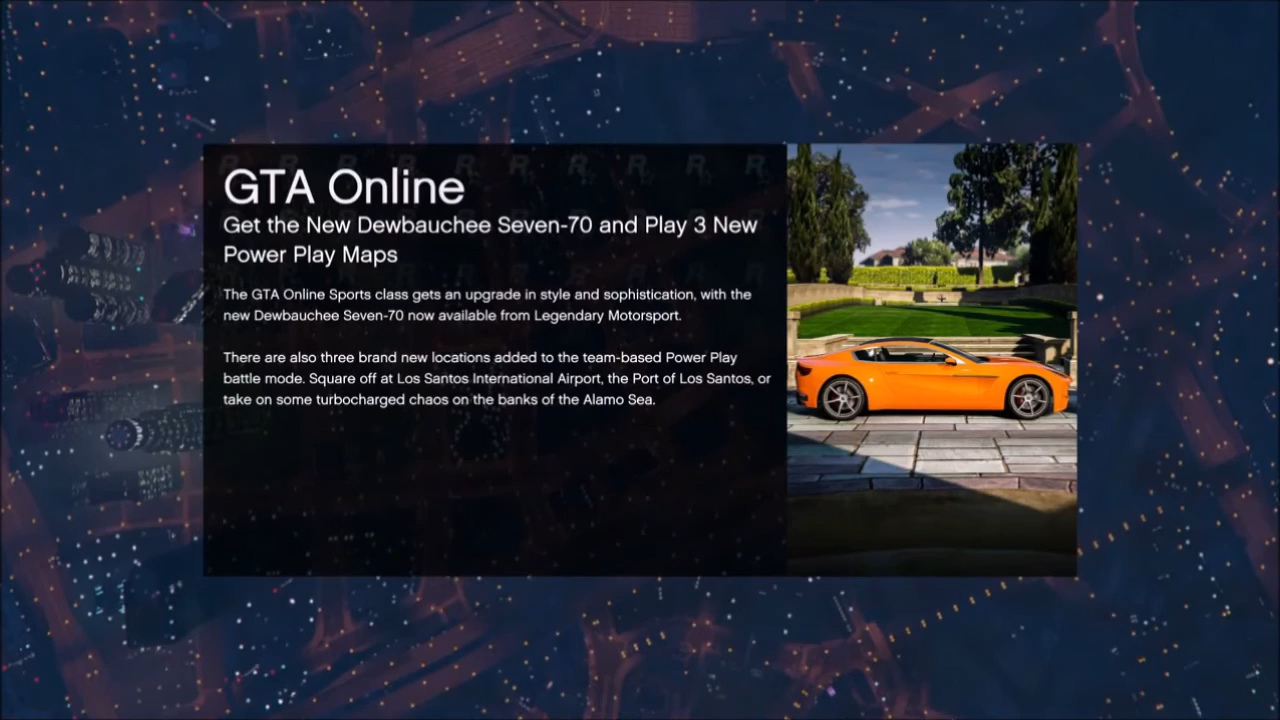 GTA Online
Get the New Dewbauchee Seven-70 and Play 3 New
Power Play Maps
The GTA Online Sports class gets an upgrade in style and sophistication, with the
new Dewbauchee Seven-70 now available from Legendary Motorsport.
There are also three brand new locations added to the team-based Power Play
battle mode. Square off at Los Santos International Airport, the Port of Los Santos, or
take on some turbocharged chaos on the banks of the Alamo Sea.